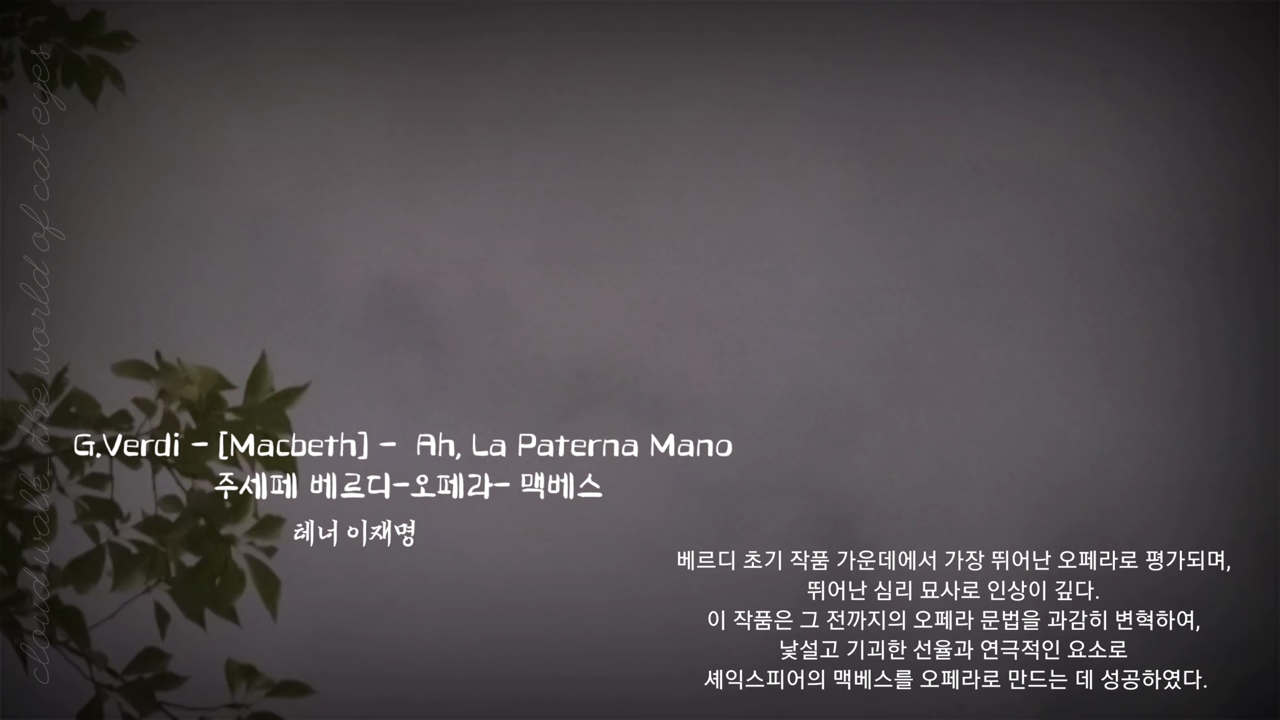 cloudwalk_the world of cat eyes
G.Verdi - [Macbeth] - Ah, La Paterna Mano
주세페 베르디-오페라- 맥베스
테너 이재명
베르디 초기 작품 가운데에서 가장 뛰어난 오페라로 평가되며,
뛰어난 심리 묘사로 인상이 깊다.
이 작품은 그 전까지의 오페라 문법을 과감히 변혁하여,
낯설고 기괴한 선율과 연극적인 요소로
셰익스피어의 맥베스를 오페라로 만드는 데 성공하였다.